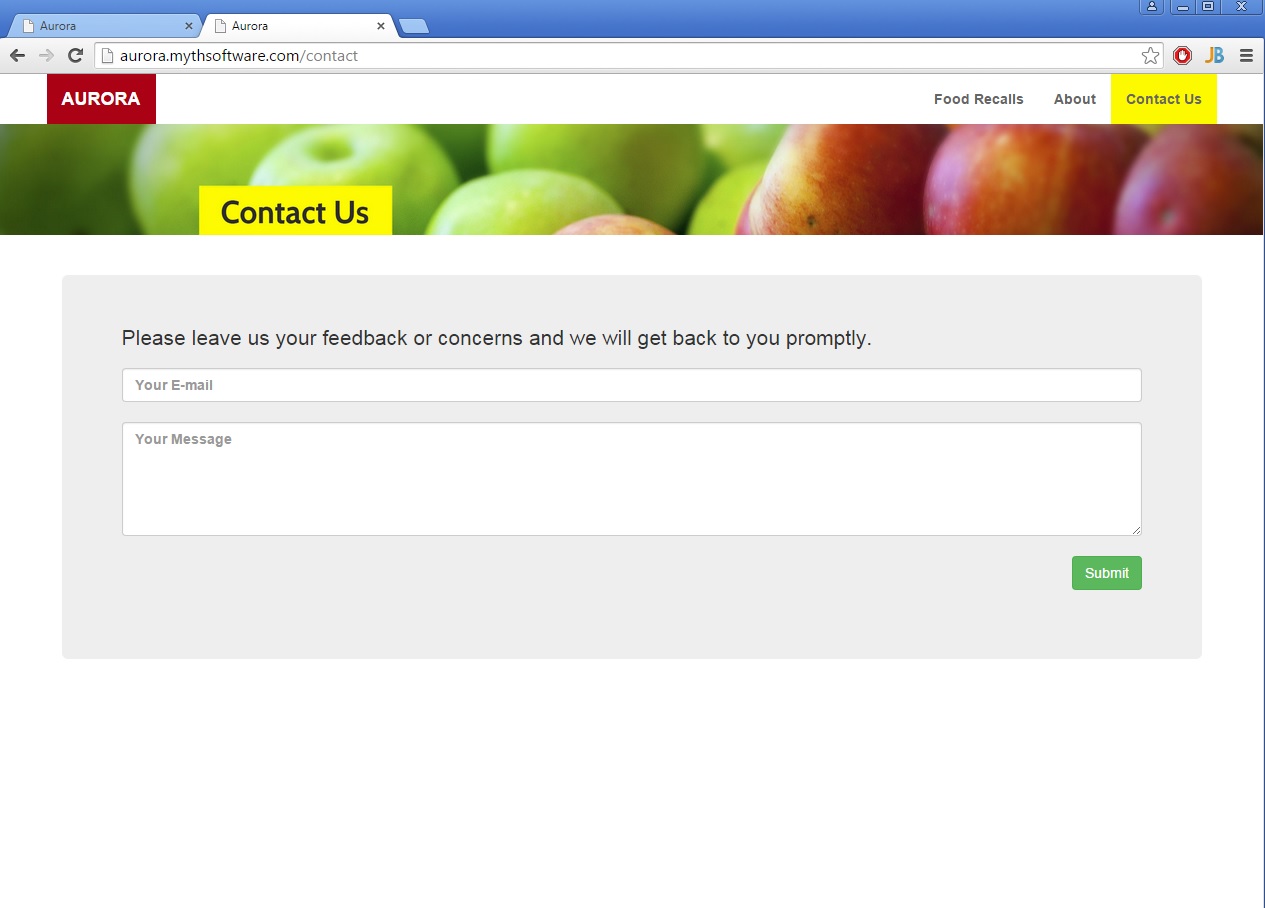 Aurora
Aurora
aurora.mythsoftware.com/contact
JB
AURORA
Food Recalls
About
Contact Us
Contact Us
Please leave us your feedback or concerns and we will get back to you promptly.
Your E-mail
Your Message
Submit